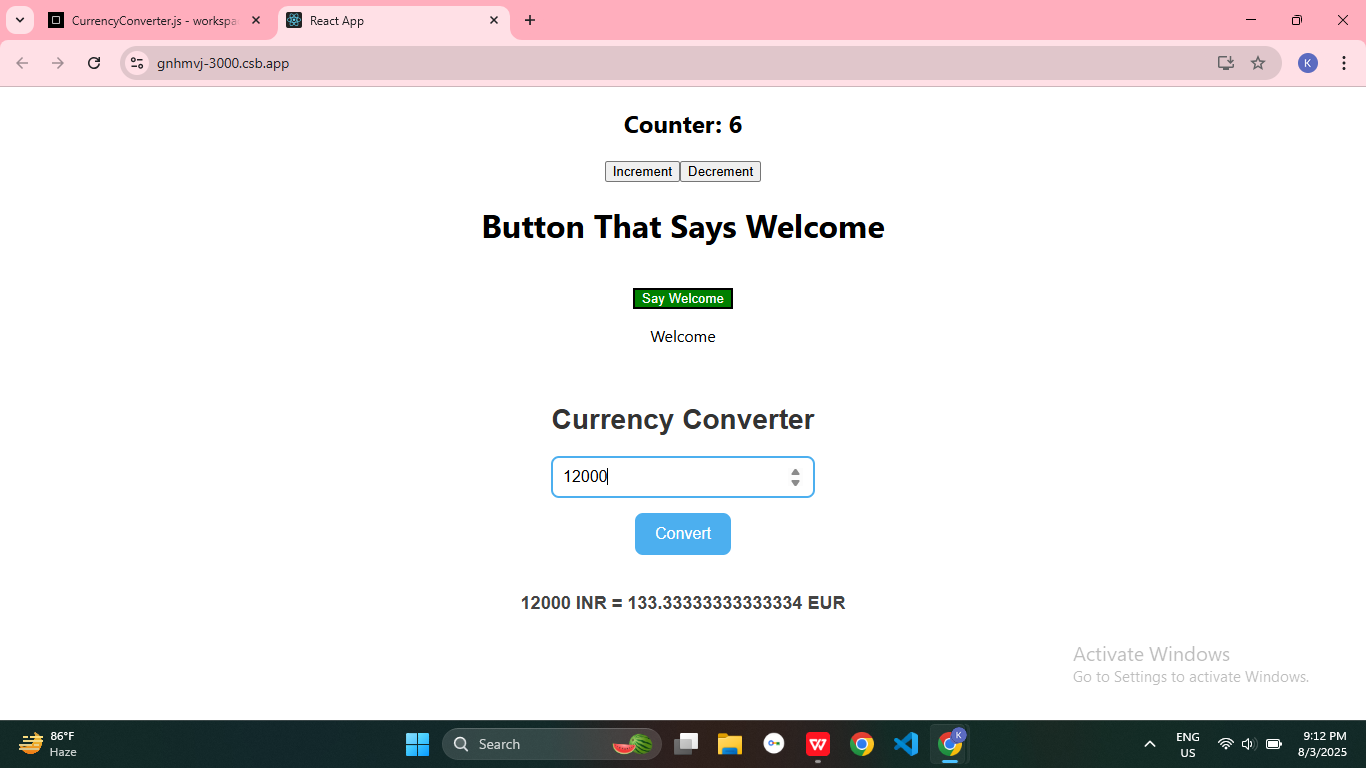 CurrencyConverter.js - workspa
React App
gnhmvj-3000.csb.app
K
Counter: 6
Increment Decrement
Button That Says Welcome
Say Welcome
Welcome
Currency Converter
12000
Convert
12000 INR = 133.33333333333334 EUR
Activate Windows
Go to Settings to activate Windows.
86°F
Haze
Search
W
K
ENG
US
9:12 PM
8/3/2025